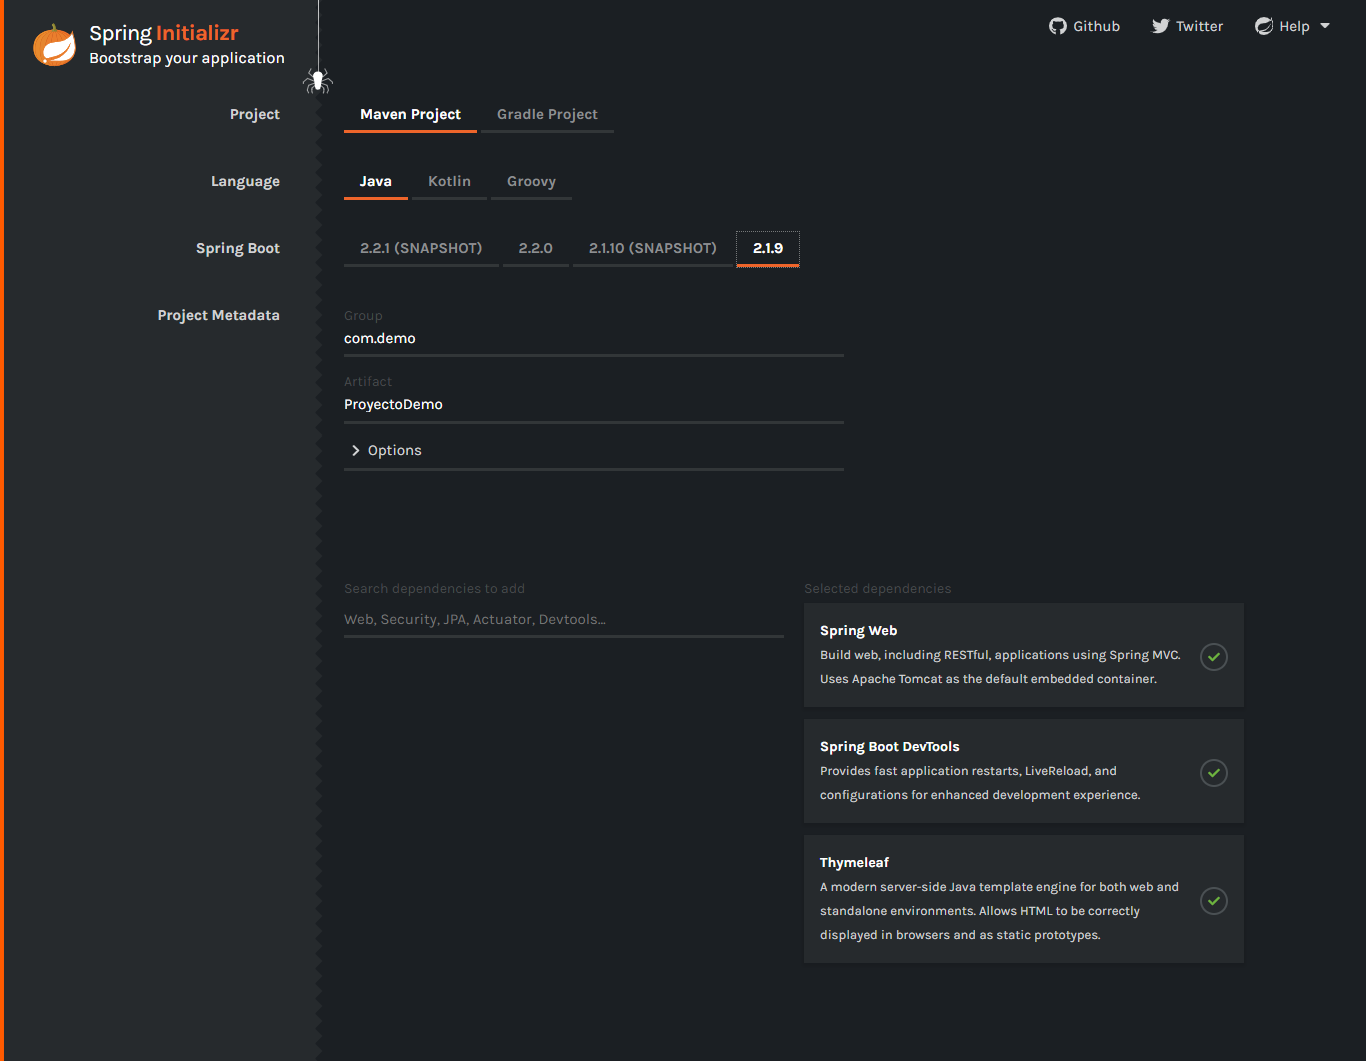 Spring Initializr
Bootstrap your application
Github
Twitter
Help
Project
Maven Project
Gradle Project
Language
Java
Kotlin
Groovy
Spring Boot
2.2.1 (SNAPSHOT)
2.2.0
2.1.10 (SNAPSHOT)
2.1.9
Project Metadata
Group
com.demo
Artifact
ProyectoDemo
Options
Search dependencies to add
Web, Security, JPA, Actuator, Devtools...
Selected dependencies
Spring Web
Build web, including RESTful, applications using Spring MVC.
Uses Apache Tomcat as the default embedded container.
Spring Boot DevTools
Provides fast application restarts, LiveReload, and
configurations for enhanced development experience.
Thymeleaf
A modern server-side Java template engine for both web and
standalone environments. Allows HTML to be correctly
displayed in browsers and as static prototypes.